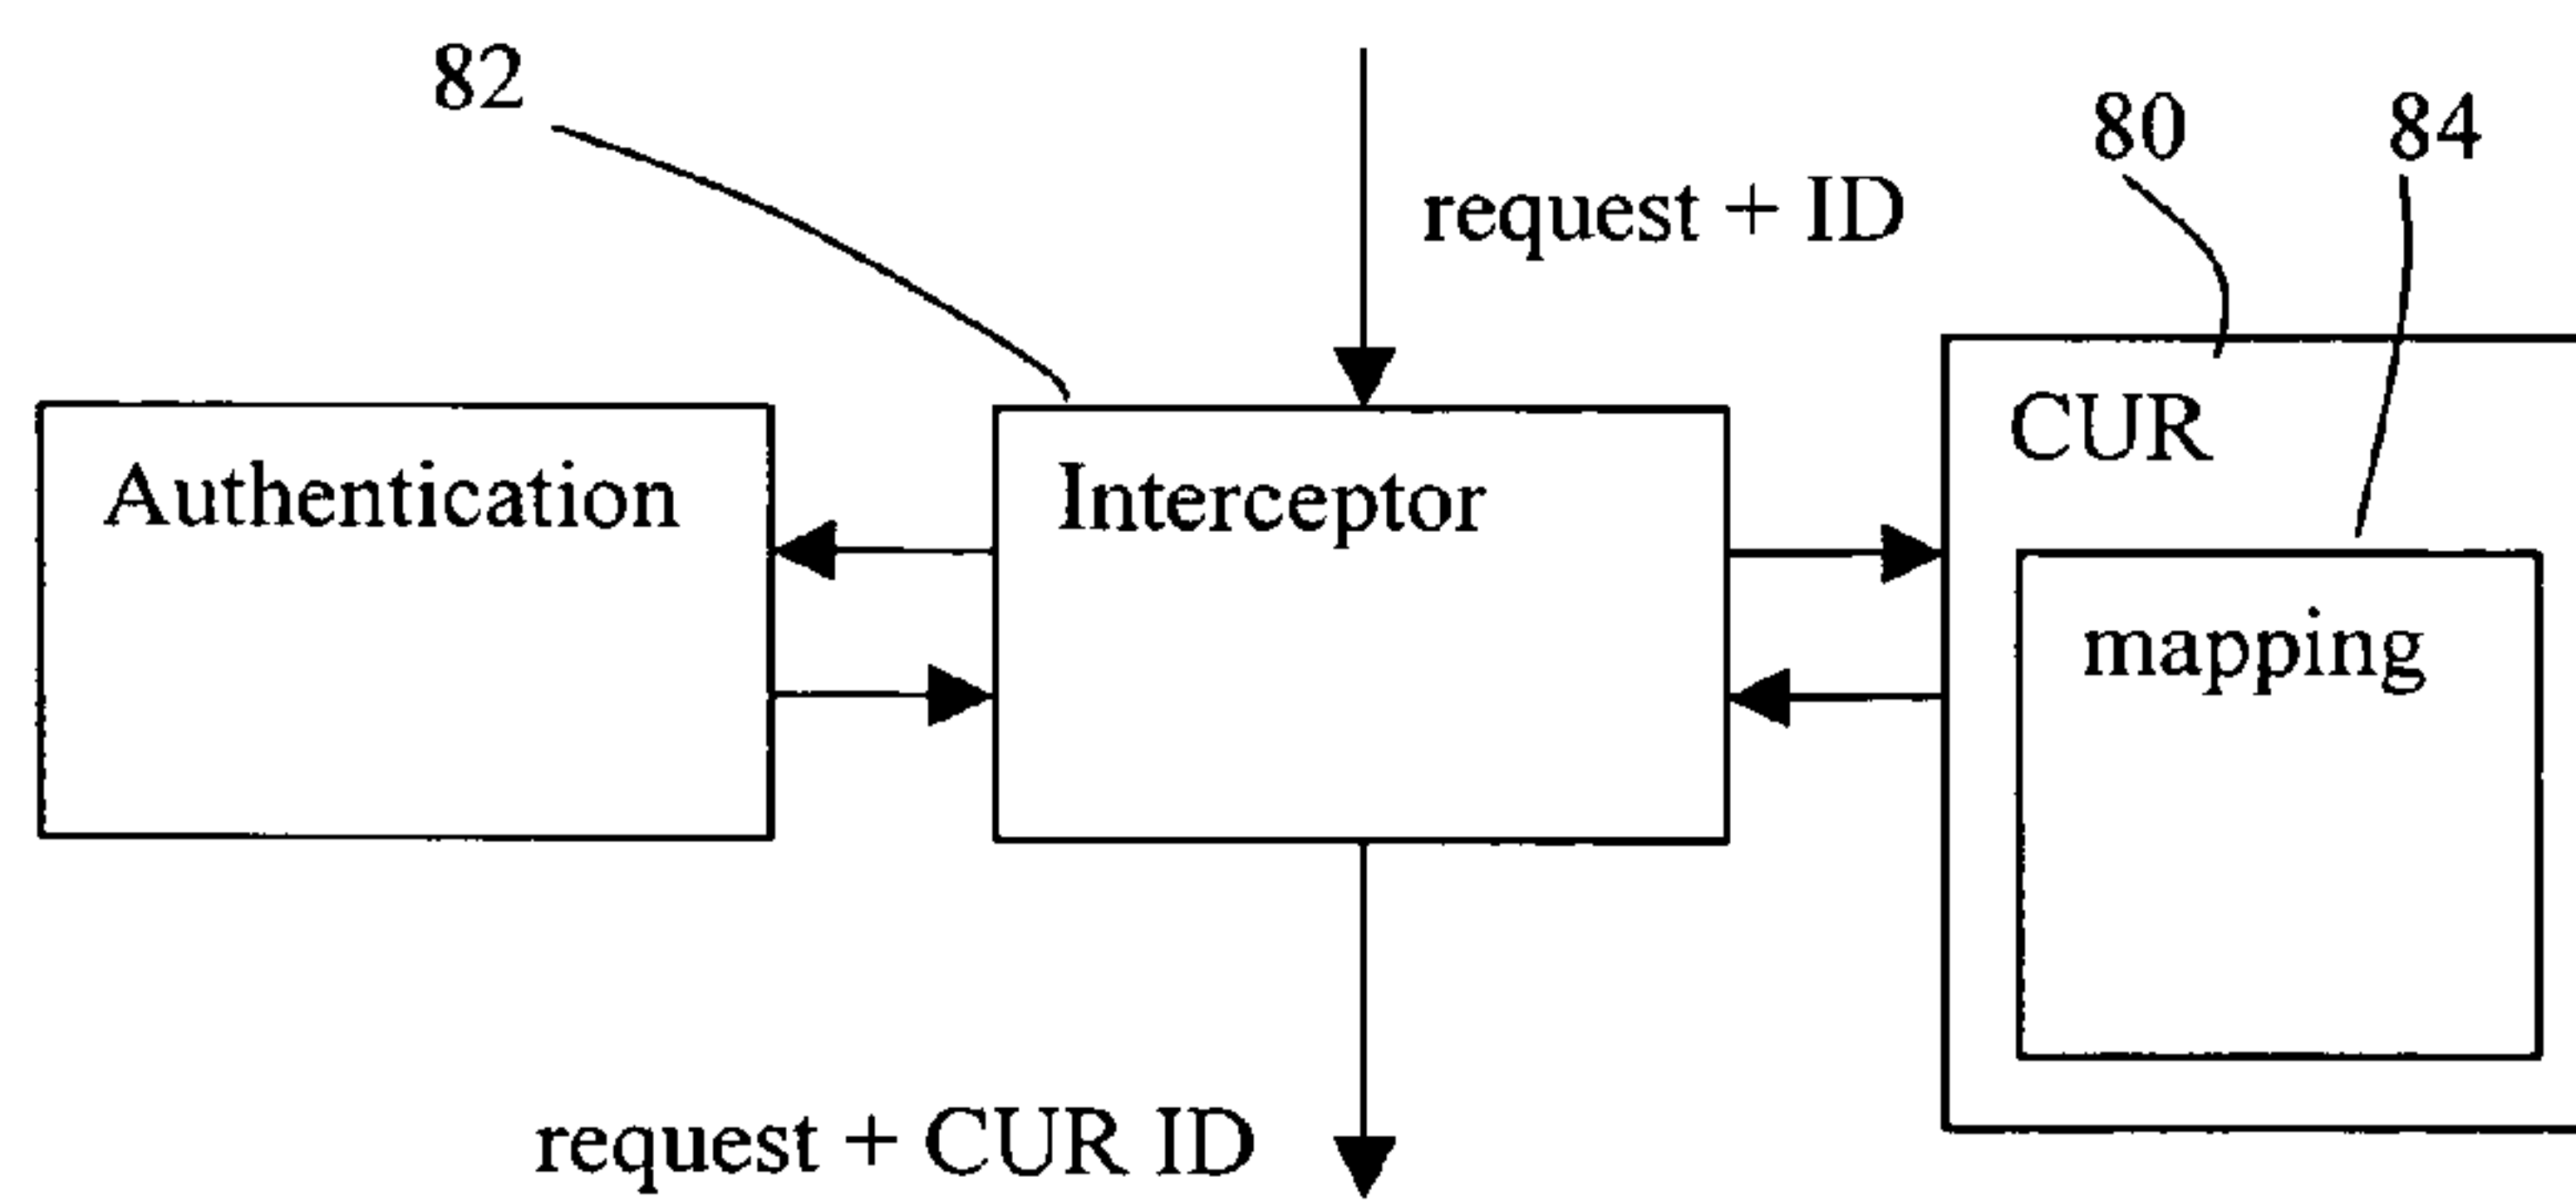 82
80
84
request + ID
CUR
Authentication
Interceptor
mapping
request + CUR ID